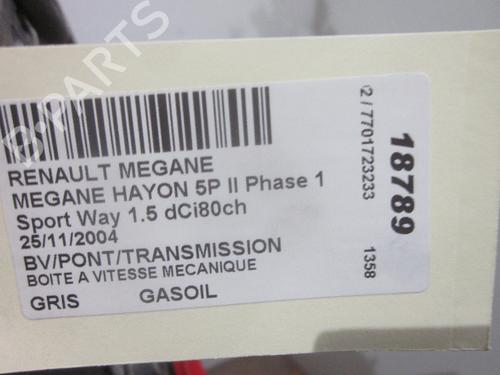 RENAULT MEGANE
MEGANE HAYON 5P II Phase 1
Sport Way 1.5 dCi80ch
25/11/2004
BV/PONT/TRANSMISSION
BOITE A VITESSE MECANIQUE
GRIS GASOIL
02 / 7701723233
1358
18789
B-PARTS